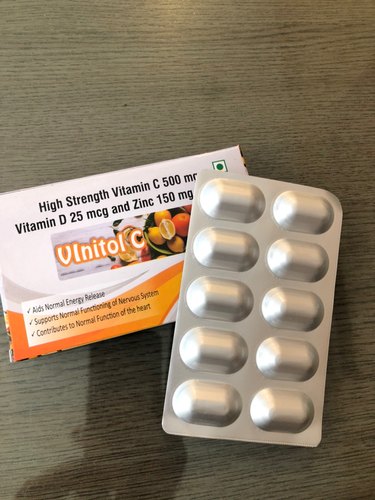 High Strength Vitamin C 500 mg
Vitamin D 25 mcg and Zinc 150 mg
VInitol C
✓ Aids Normal Energy Release
✓ Supports Normal Functioning of Nervous System
✓ Contributes to Normal Function of the heart